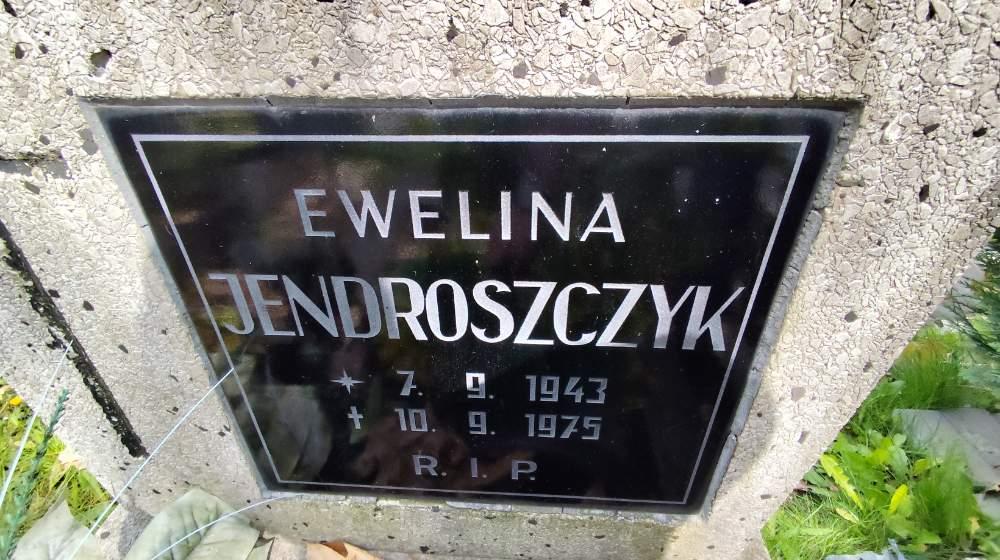 EWELINA
JENDROSZCZYK
* 7. 9. 1943
† 10. 9. 1975
R. I. P.